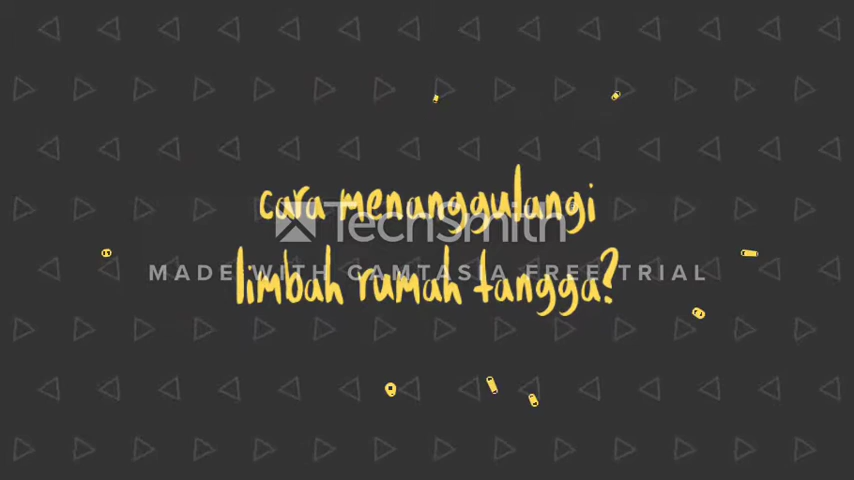 cara menanggulangi
TechSmith
limbah rumah tangga?
MADE WITH CAMTASIA FREE TRIAL